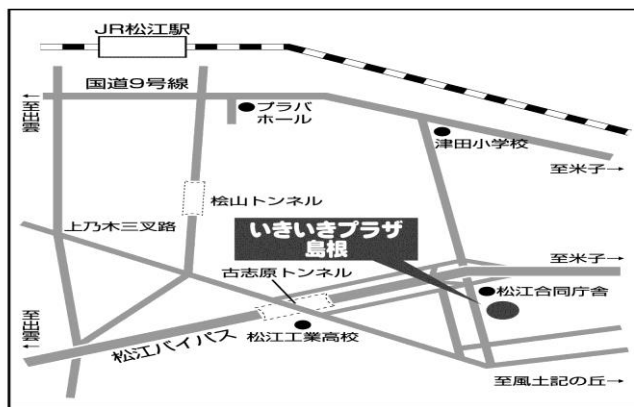 JR松江駅
国道9号線
←至出雲
プラバ
ホール
津田小学校
至米子→
桧山トンネル
上乃木三叉路
いきいきプラザ
島根
至米子→
古志原トンネル
松江合同庁舎
←至出雲
松江バイパス
松江工業高校
至風土記の丘→